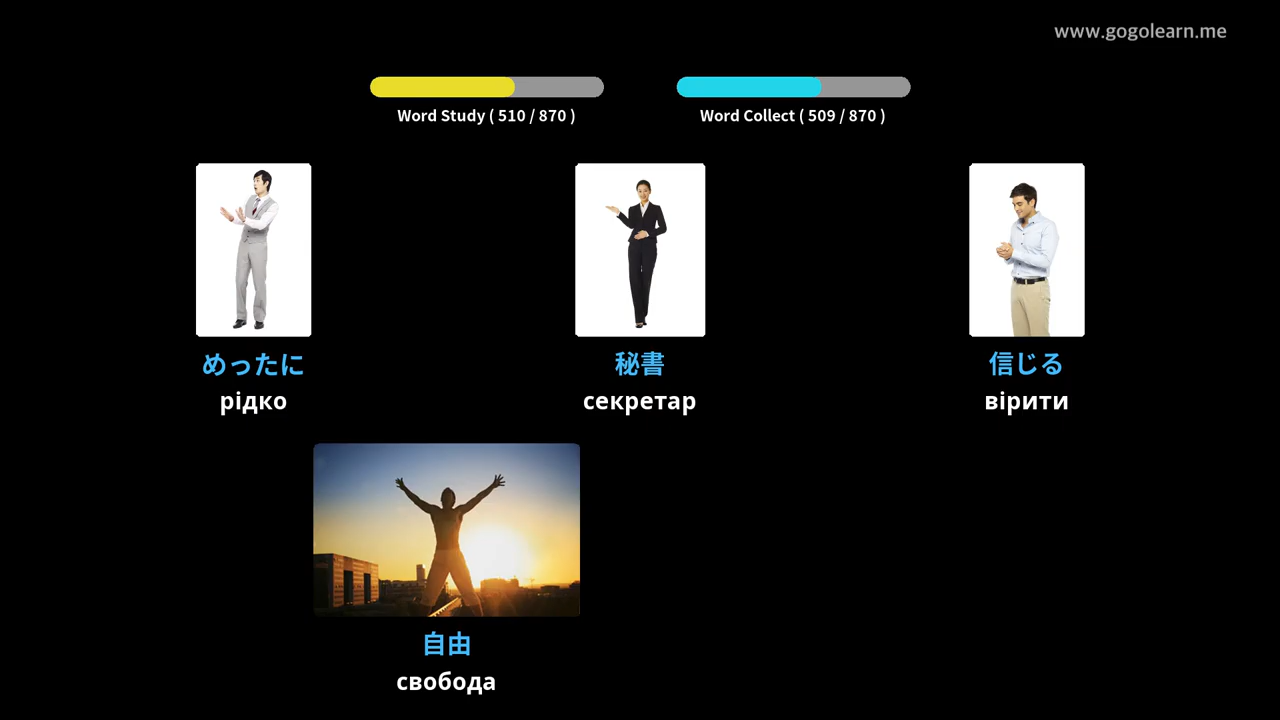 www.gogolearn.me
Word Study ( 510 / 870 )
Word Collect ( 509 / 870 )
めったに
рідко
秘書
секретар
信じる
вірити
自由
свобода